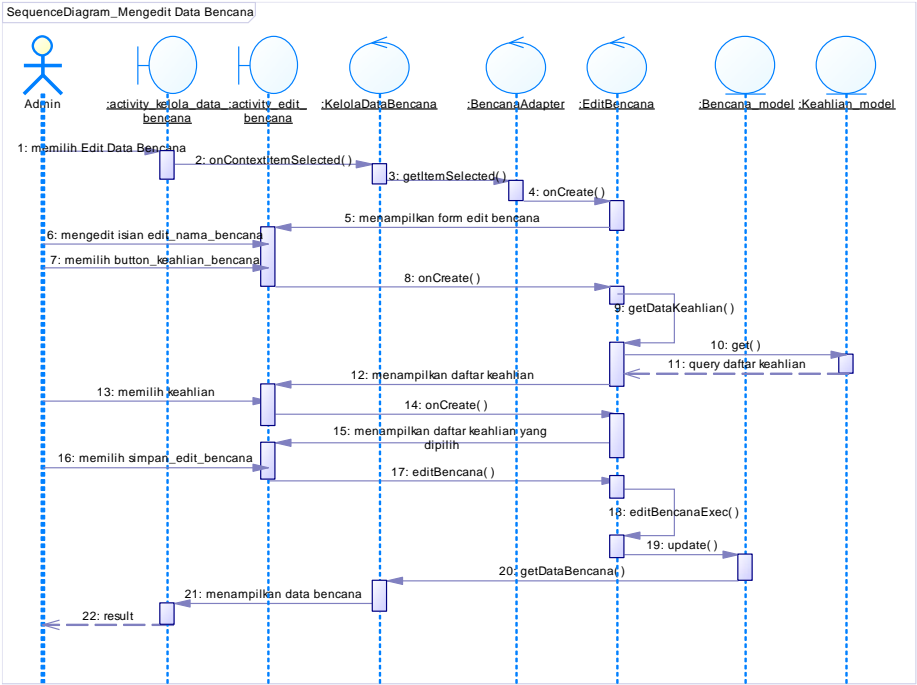 SequenceDiagram_Mengedit Data Bencana
Admin
:activity_kelola_data_
bencana
:activity_edit_
bencana
:KelolaDataBencana
:BencanaAdapter
:EditBencana
:Bencana_model
:Keahlian_model
1: memilih Edit Data Bencana
2: onContextItemSelected( )
3: getItemSelected( )
4: onCreate( )
5: menampilkan form edit bencana
6: mengedit isian edit_nama_bencana
7: memilih button_keahlian_bencana
8: onCreate( )
9: getDataKeahlian( )
10: get( )
11: query daftar keahlian
12: menampilkan daftar keahlian
13: memilih keahlian
14: onCreate( )
15: menampilkan daftar keahlian yang
dipilih
16: memilih simpan_edit_bencana
17: editBencana( )
18: editBencanaExec( )
19: update( )
20: getDataBencana( )
21: menampilkan data bencana
22: result